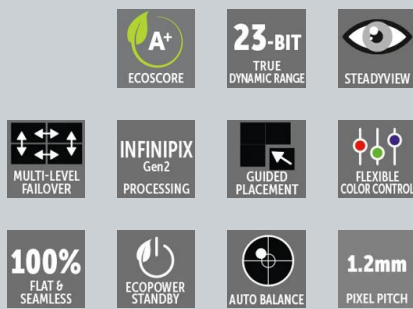 A+
ECOSCORE
23-BIT
TRUE
DYNAMIC RANGE
STEADYVIEW
MULTI-LEVEL
FAILOVER
INFINIPIX
Gen2
PROCESSING
GUIDED
PLACEMENT
FLEXIBLE
COLOR CONTROL
100%
FLAT &
SEAMLESS
ECOPOWER
STANDBY
AUTO BALANCE
1.2mm
PIXEL PITCH